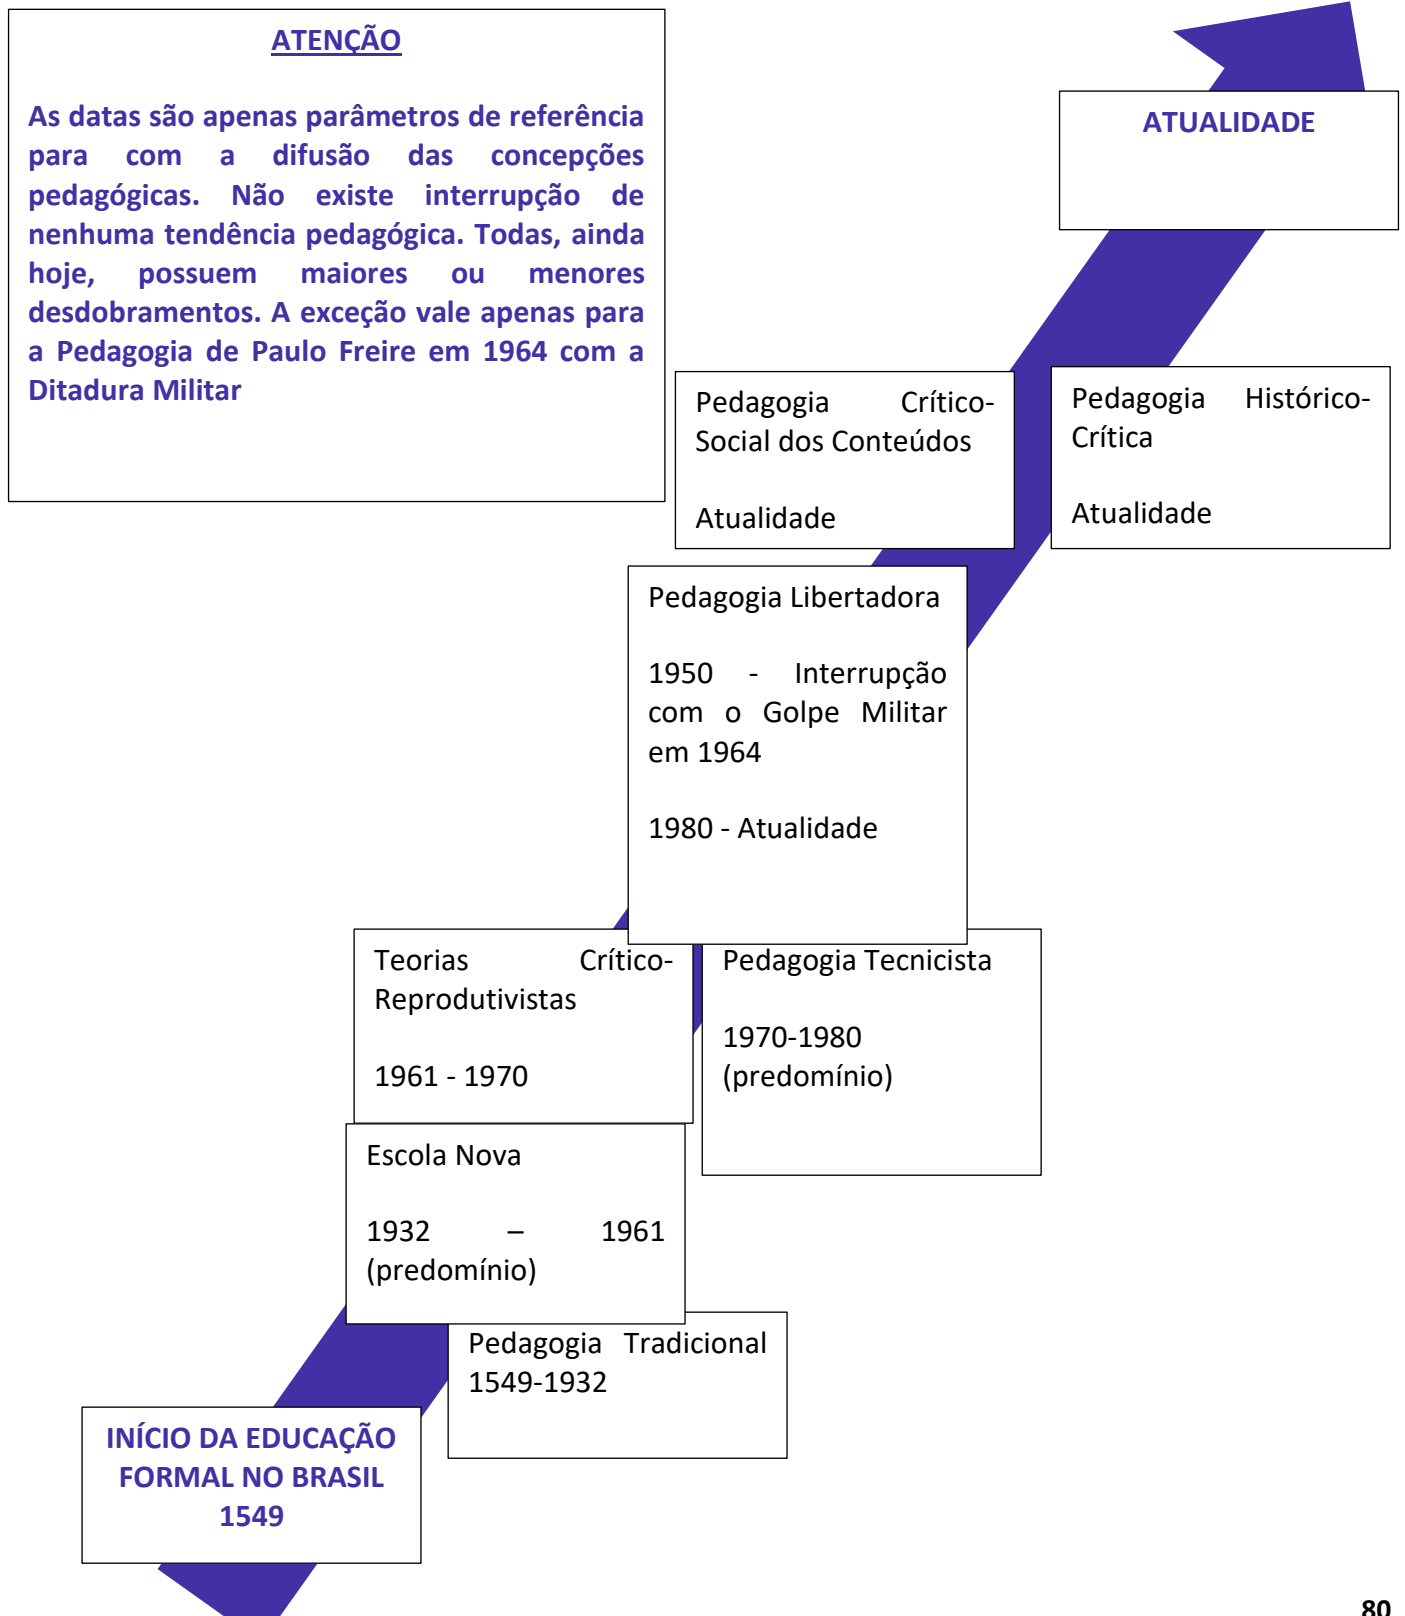 ATENÇÃO
As datas são apenas parâmetros de referência
para com a difusão das concepções
pedagógicas. Não existe interrupção de
nenhuma tendência pedagógica. Todas, ainda
hoje, possuem maiores ou menores
desdobramentos. A exceção vale apenas para
a Pedagogia de Paulo Freire em 1964 com a
Ditadura Militar
ATUALIDADE
Pedagogia Crítico-
Social dos Conteúdos
Atualidade
Pedagogia Histórico-
Crítica
Atualidade
Pedagogia Libertadora
1950 - Interrupção
com o Golpe Militar
em 1964
1980 - Atualidade
Teorias Crítico-
Reprodutivistas
1961 - 1970
Pedagogia Tecnicista
1970-1980
(predomínio)
Escola Nova
1932 – 1961
(predomínio)
Pedagogia Tradicional
1549-1932
INÍCIO DA EDUCAÇÃO
FORMAL NO BRASIL
1549
80